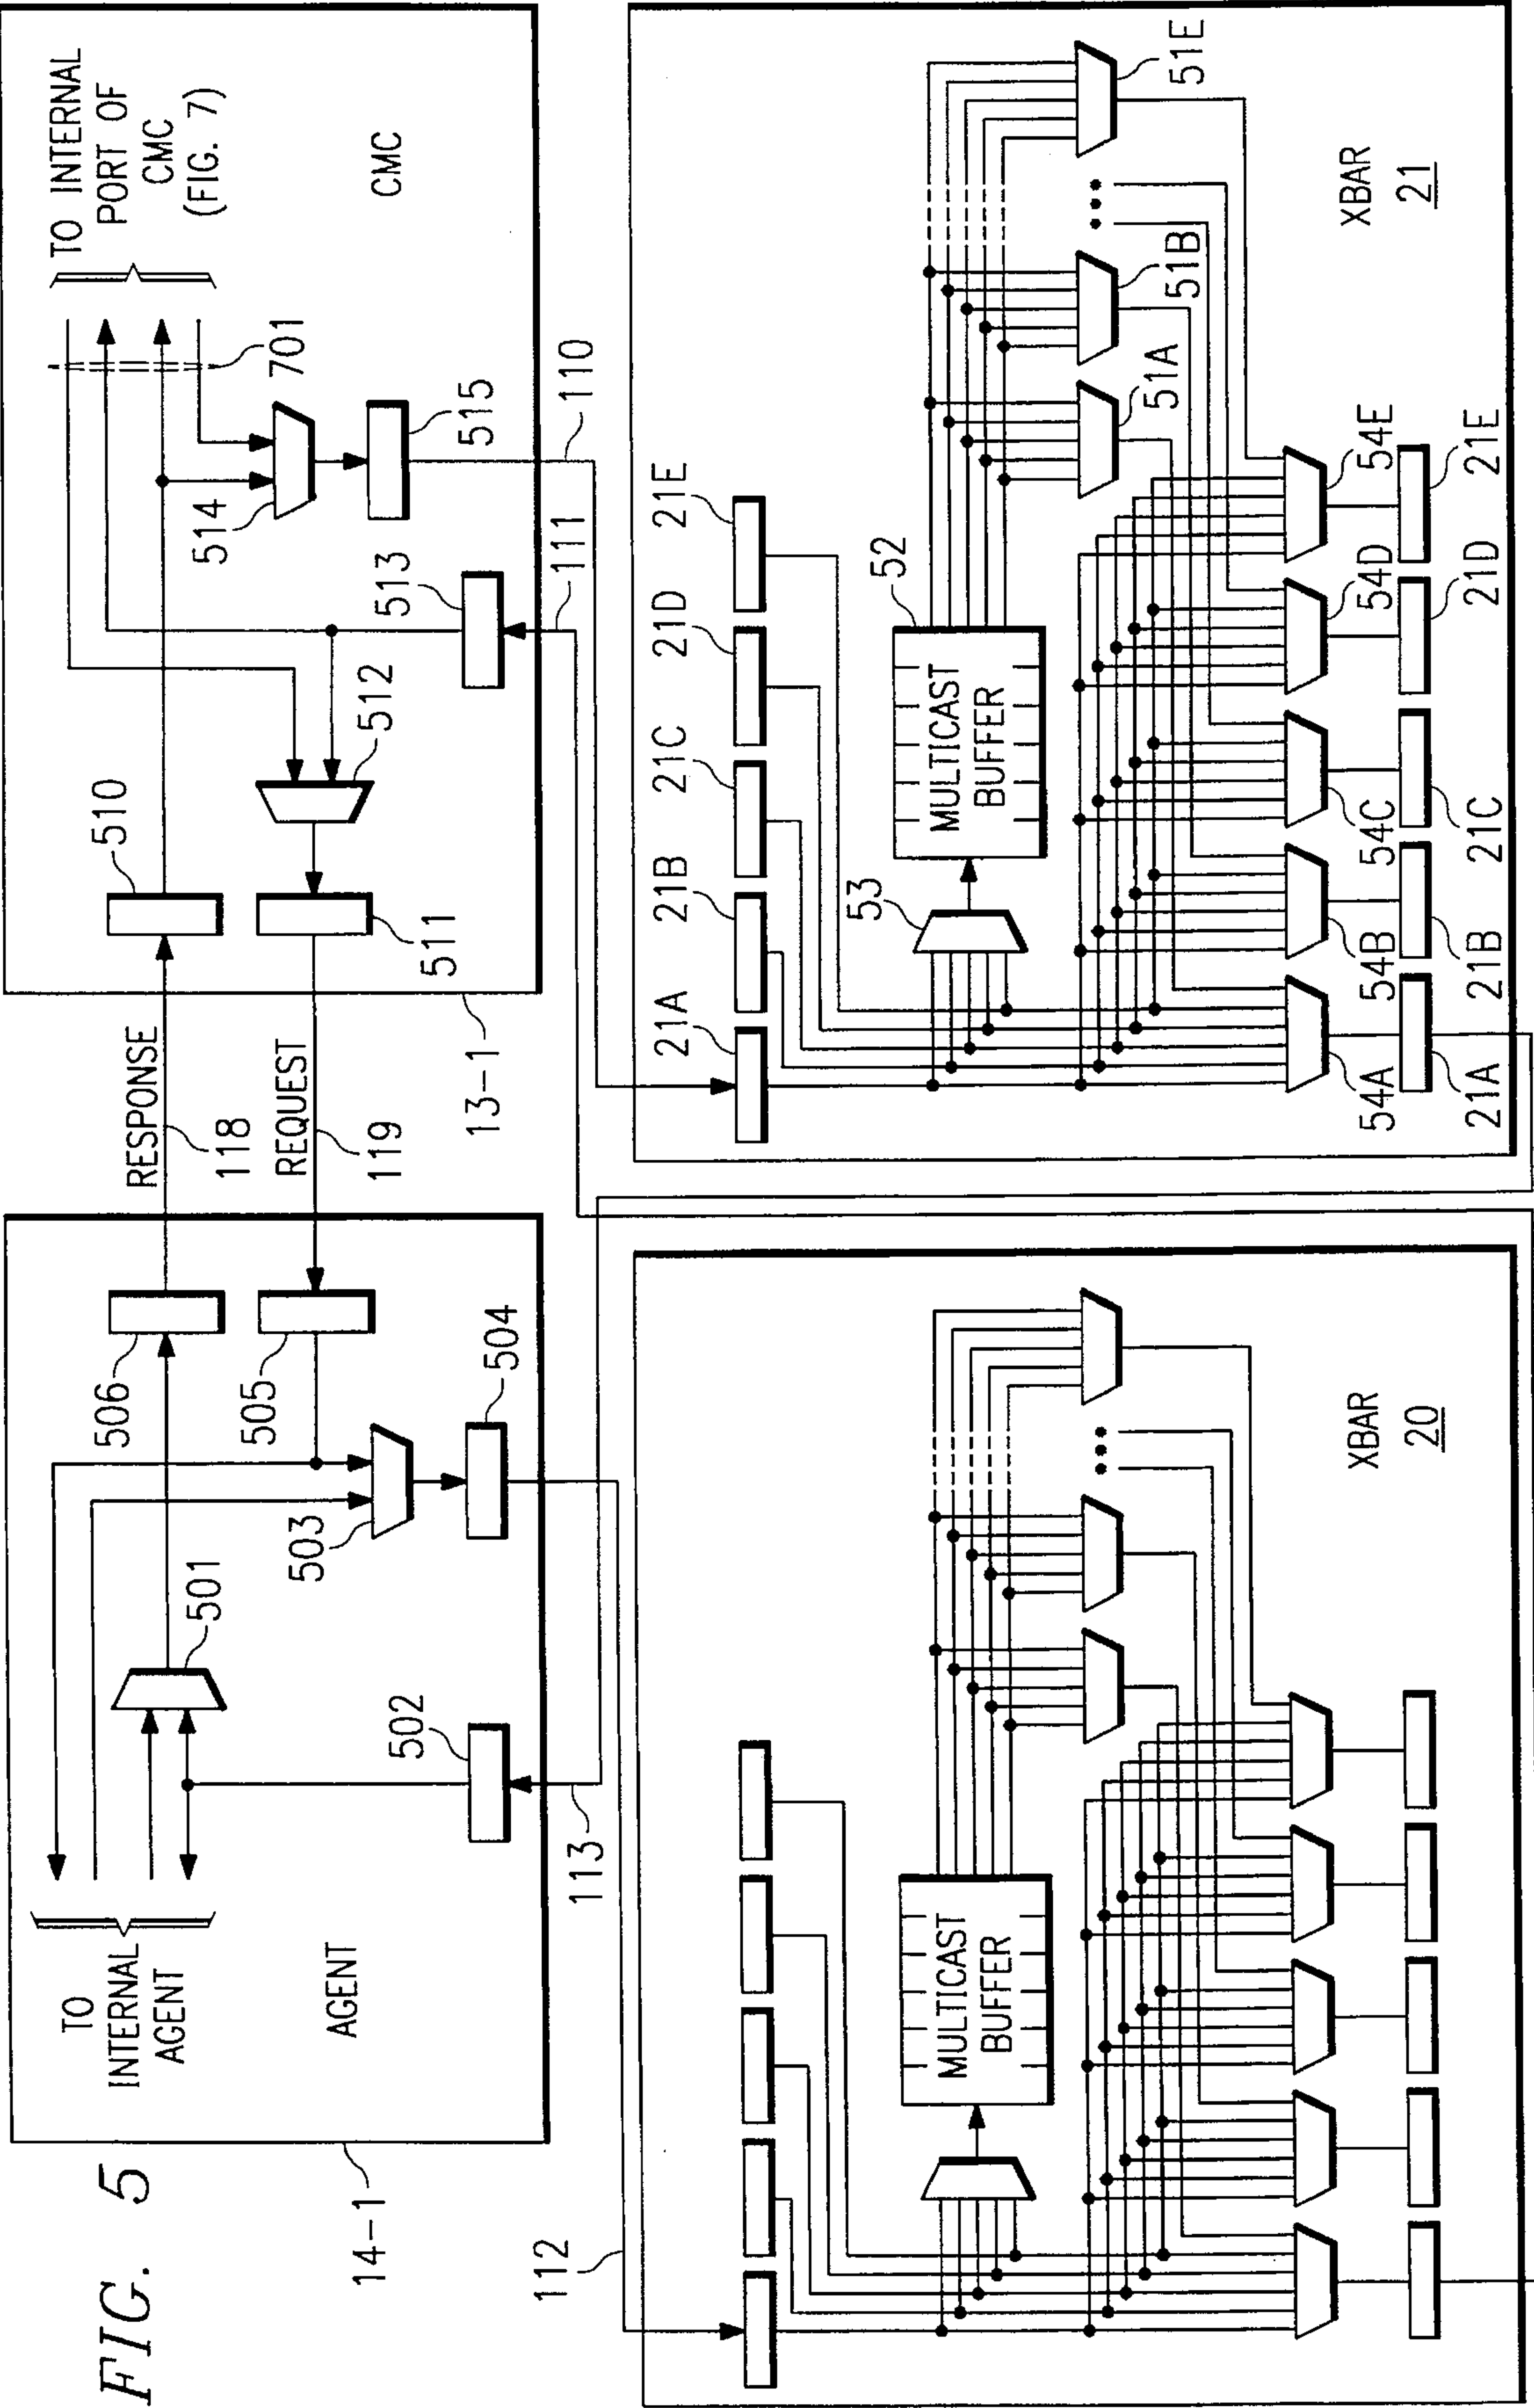 FIG. 5
14-1
TO
INTERNAL
AGENT
AGENT
501
502
503
504
505
506
RESPONSE
118
REQUEST
119
13-1
510
511
512
513
514
515
701
TO INTERNAL
PORT OF
CMC
(FIG. 7)
CMC
112
113
111
110
MULTICAST
BUFFER
XBAR
20
21A
21B
21C
21D
21E
53
MULTICAST
BUFFER
52
51A
51B
51E
54A
54B
54C
54D
54E
21A
21B
21C
21D
21E
XBAR
21